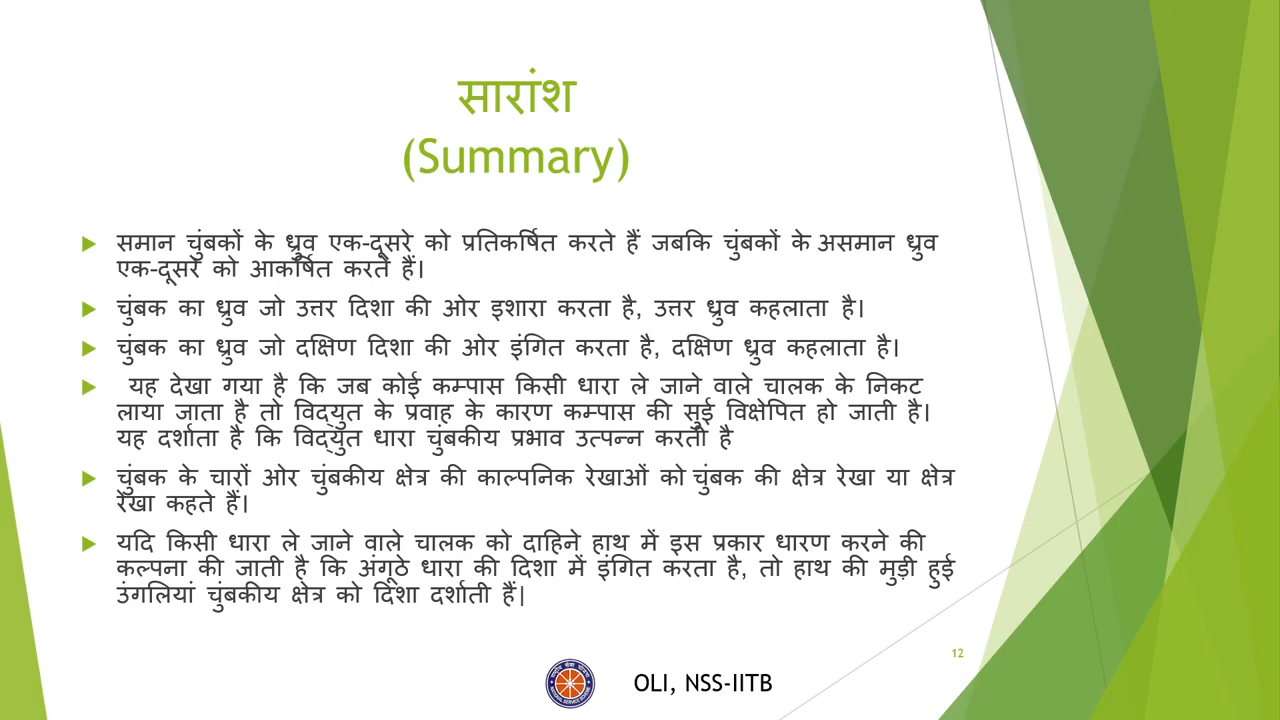 सारांश
(Summary)
समान चुंबकों के ध्रुव एक-दूसरे को प्रतिकर्षित करते हैं जबकि चुंबकों के असमान ध्रुव
एक-दूसरे को आकर्षित करते हैं।
चुंबक का ध्रुव जो उत्तर दिशा की ओर इशारा करता है, उत्तर ध्रुव कहलाता है।
चुंबक का ध्रुव जो दक्षिण दिशा की ओर इंगित करता है, दक्षिण ध्रुव कहलाता है।
यह देखा गया है कि जब कोई कम्पास किसी धारा ले जाने वाले चालक के निकट
लाया जाता है तो विद्युत के प्रवाह के कारण कम्पास की सुई विक्षेपित हो जाती है।
यह दर्शाता है कि विद्युत धारा चुंबकीय प्रभाव उत्पन्न करती है
चुंबक के चारों ओर चुंबकीय क्षेत्र की काल्पनिक रेखाओं को चुंबक की क्षेत्र रेखा या क्षेत्र
रेखा कहते हैं।
यदि किसी धारा ले जाने वाले चालक को दाहिने हाथ में इस प्रकार धारण करने की
कल्पना की जाती है कि अंगूठे धारा की दिशा में इंगित करता है, तो हाथ की मुड़ी हुई
उंगलियां चुंबकीय क्षेत्र को दिशा दर्शाती हैं|
12
OLI, NSS-IITB